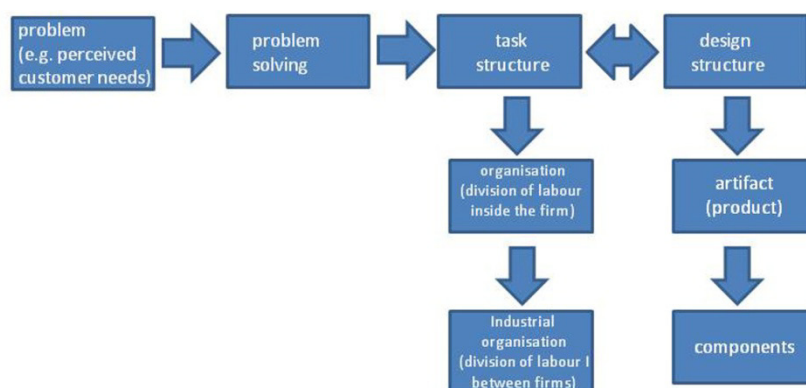 problem
(e.g. perceived
customer needs)
problem
solving
task
structure
design
structure
organisation
(division of labour
inside the firm)
artifact
(product)
Industrial
organisation
(division of labour I
between firms)
components